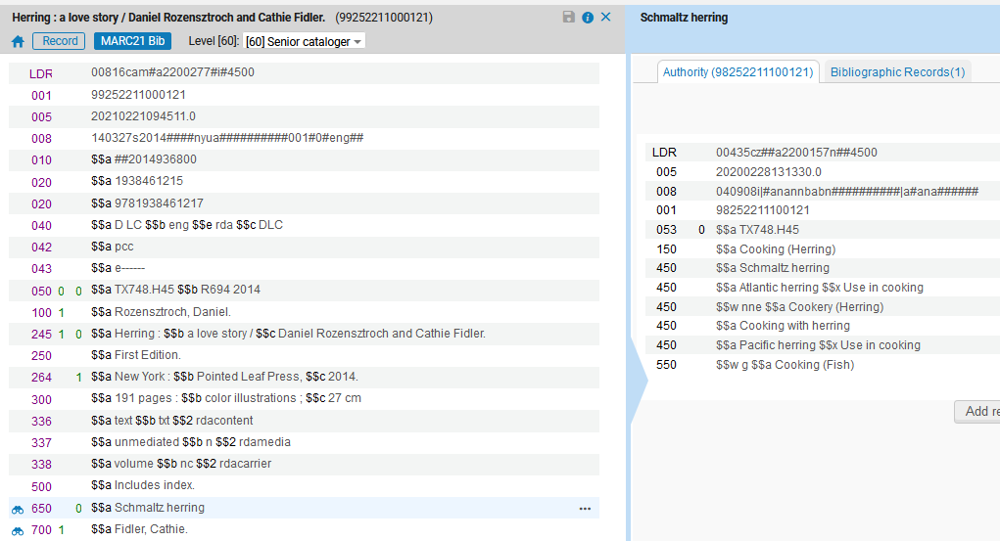 Herring : a love story / Daniel Rozensztroch and Cathie Fidler. (99252211000121)
Record MARC21 Bib Level [60]: [60] Senior cataloger
LDR 00816cam#a2200277#i#4500
001 99252211000121
005 20210221094511.0
008 140327s2014####nyua##########001#0#eng##
010 $$a ##2014936800
020 $$a 1938461215
020 $$a 9781938461217
040 $$a D LC $$b eng $$e rda $$c DLC
042 $$a pcc
043 $$a e------
050 0 0 $$a TX748.H45 $$b R694 2014
100 1 $$a Rozensztroch, Daniel.
245 1 0 $$a Herring : $$b a love story / $$c Daniel Rozensztroch and Cathie Fidler.
250 $$a First Edition.
264 1 $$a New York : $$b Pointed Leaf Press, $$c 2014.
300 $$a 191 pages : $$b color illustrations ; $$c 27 cm
336 $$a text $$b txt $$2 rdacontent
337 $$a unmediated $$b n $$2 rdamedia
338 $$a volume $$b nc $$2 rdacarrier
500 $$a Includes index.
650 0 $$a Schmaltz herring ...
700 1 $$a Fidler, Cathie.
Schmaltz herring
Authority (98252211100121) Bibliographic Records(1)
LDR 00435cz##a2200157n##4500
005 20200228131330.0
008 040908i|#anannbabn##########|a#ana######
001 98252211100121
053 0 $$a TX748.H45
150 $$a Cooking (Herring)
450 $$a Schmaltz herring
450 $$a Atlantic herring $$x Use in cooking
450 $$w nne $$a Cookery (Herring)
450 $$a Cooking with herring
450 $$a Pacific herring $$x Use in cooking
550 $$w g $$a Cooking (Fish)
Add re